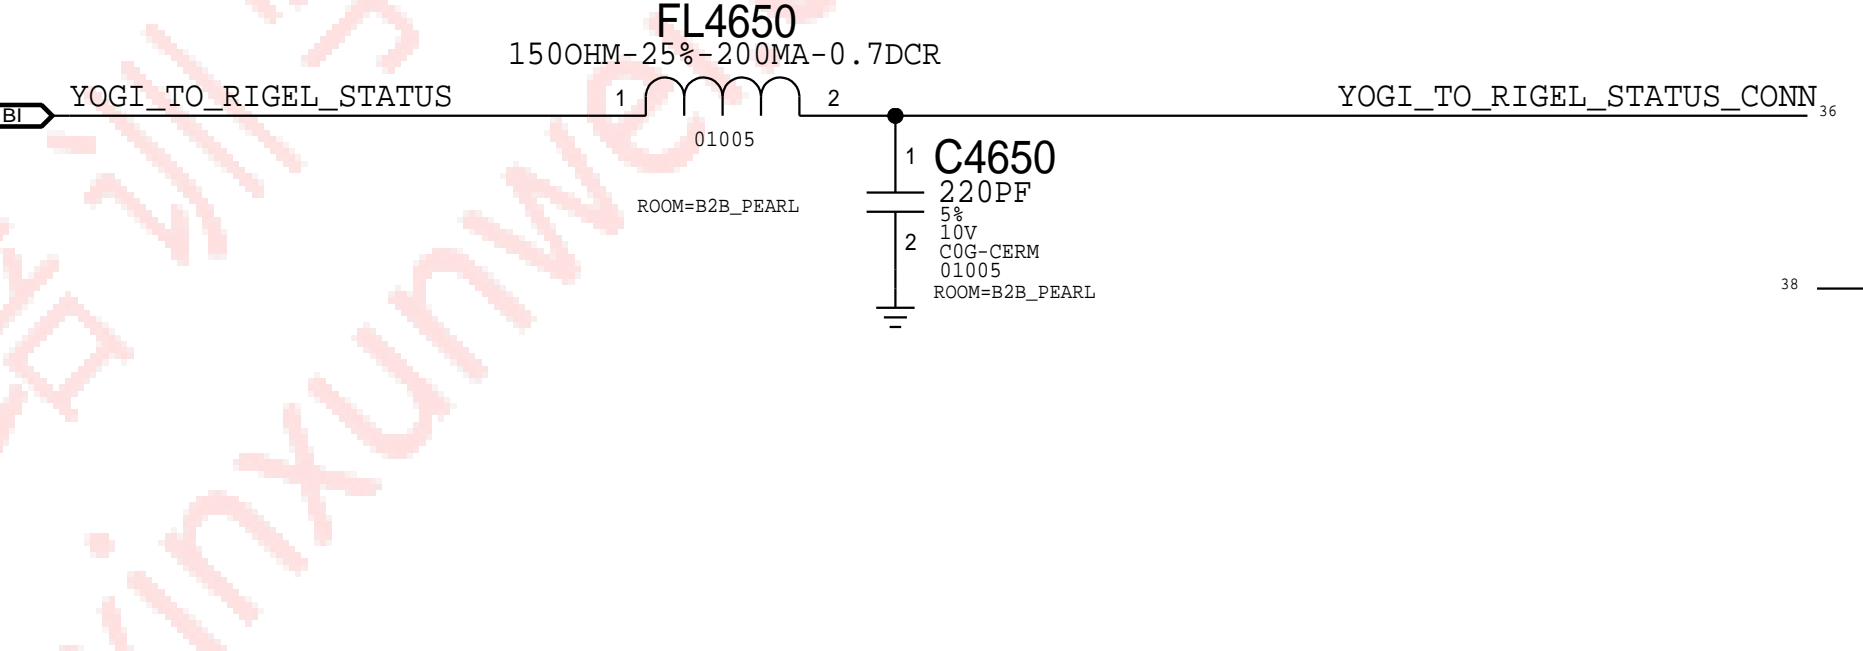 FL4650
150OHM-25%-200MA-0.7DCR
BI
YOGI_TO_RIGEL_STATUS
1
2
YOGI_TO_RIGEL_STATUS_CONN
36
01005
ROOM=B2B_PEARL
1
C4650
220PF
5%
10V
2
C0G-CERM
01005
ROOM=B2B_PEARL
38
inxunwei